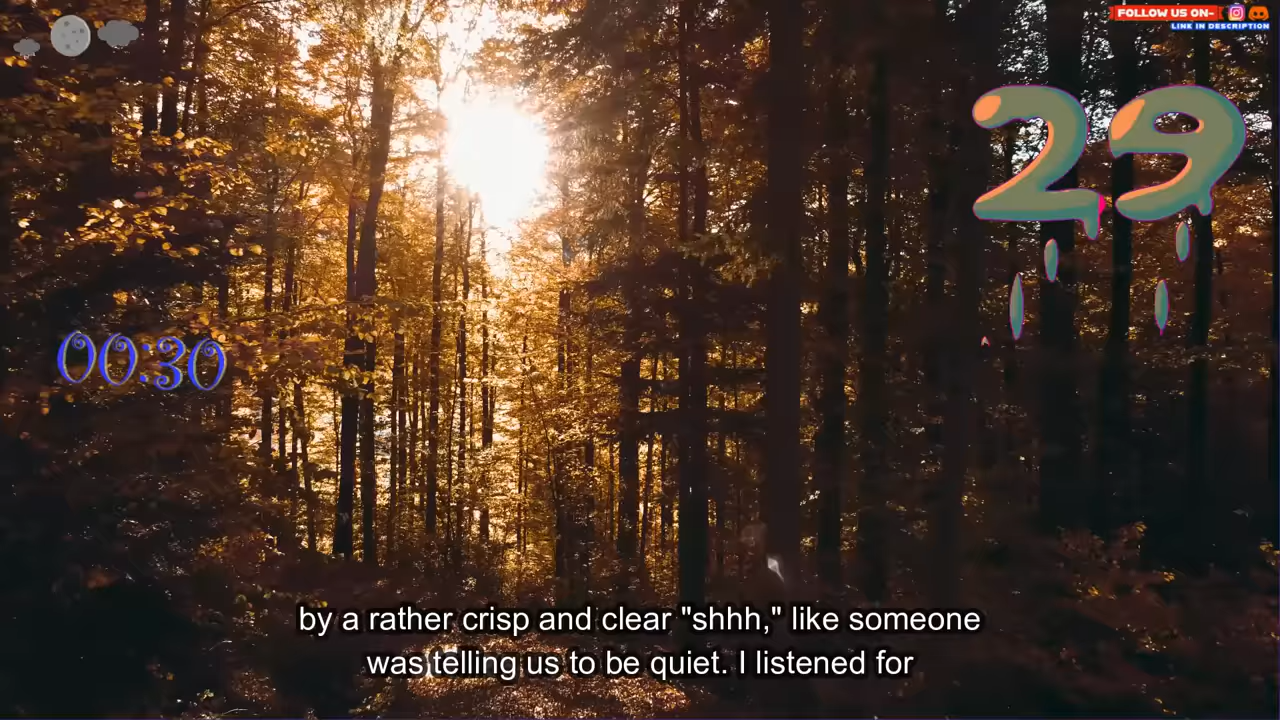 FOLLOW US ON-
LINK IN DESCRIPTION
29
00:30
by a rather crisp and clear "shhh," like someone
was telling us to be quiet. I listened for